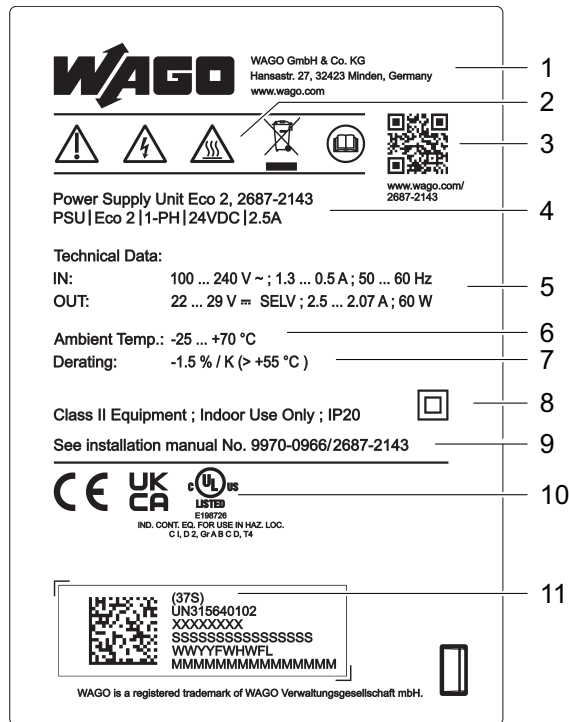 WAGO
WAGO GmbH & Co. KG
Hansastr. 27, 32423 Minden, Germany
www.wago.com
1
2
3
www.wago.com/
2687-2143
Power Supply Unit Eco 2, 2687-2143
PSU|Eco 2|1-PH|24VDC|2.5A
4
Technical Data:
IN: 100 ... 240 V ~ ; 1.3 ... 0.5 A ; 50 ... 60 Hz
OUT: 22 ... 29 V ⎓ SELV ; 2.5 ... 2.07 A ; 60 W
5
Ambient Temp.: -25 ... +70 °C
6
Derating: -1.5 % / K (> +55 °C )
7
Class II Equipment ; Indoor Use Only ; IP20
8
See installation manual No. 9970-0966/2687-2143
9
CE
UK
CA
c UL us
LISTED
E198726
IND. CONT. EQ. FOR USE IN HAZ. LOC.
C I, D 2, Gr A B C D, T4
10
11
(37S)
UN315640102
XXXXXXXX
SSSSSSSSSSSSSSSS
WWYYFWHWFL
MMMMMMMMMMMMMMM
WAGO is a registered trademark of WAGO Verwaltungsgesellschaft mbH.